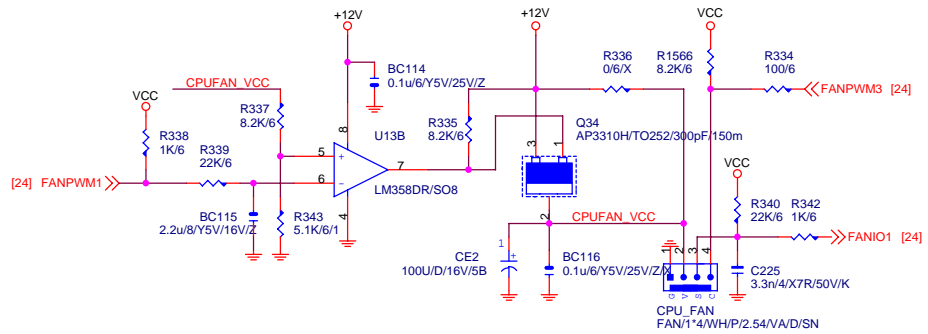 +12V
+12V
VCC
BC114
0.1u/6/Y5V/25V/Z
R336
0/6/X
R1566
8.2K/6
R334
100/6
FANPWM3 [24]
CPUFAN_VCC
VCC
R337
8.2K/6
R338
1K/6
R339
22K/6
8
U13B
5
+
6
-
7
LM358DR/SO8
4
R335
8.2K/6
Q34
AP3310H/TO252/300pF/150m
3
1
2
[24] FANPWM1
BC115
2.2u/8/Y5V/16V/Z
R343
5.1K/6/1
CPUFAN_VCC
VCC
R340
22K/6
R342
1K/6
FANIO1 [24]
1
+
CE2
100U/D/16V/5B
BC116
0.1u/6/Y5V/25V/Z/X
1
2
3
4
G
V
S
C
C225
3.3n/4/X7R/50V/K
CPU_FAN
FAN/1*4/WH/P/2.54/VA/D/SN